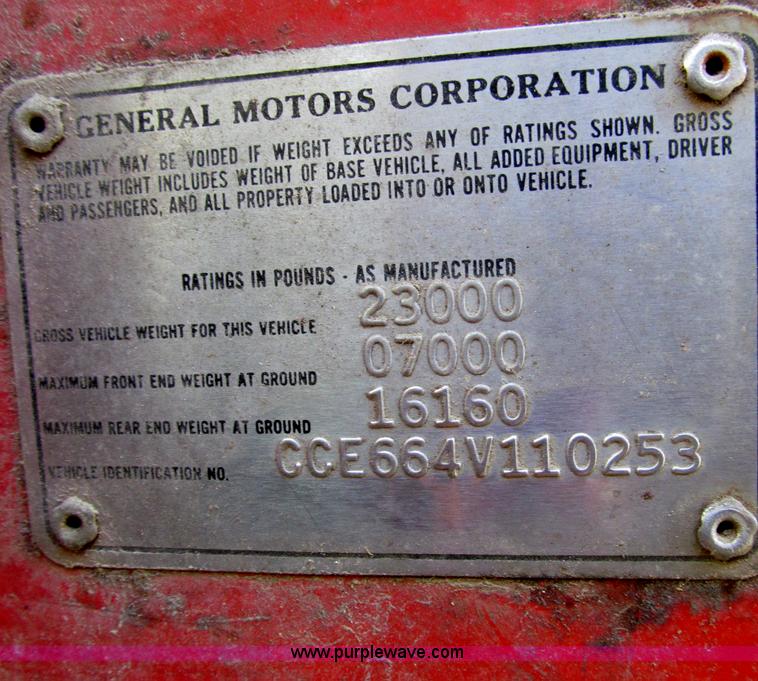 GENERAL MOTORS CORPORATION
WARRANTY MAY BE VOIDED IF WEIGHT EXCEEDS ANY OF RATINGS SHOWN. GROSS
VEHICLE WEIGHT INCLUDES WEIGHT OF BASE VEHICLE, ALL ADDED EQUIPMENT, DRIVER
AND PASSENGERS, AND ALL PROPERTY LOADED INTO OR ONTO VEHICLE.
RATINGS IN POUNDS - AS MANUFACTURED
GROSS VEHICLE WEIGHT FOR THIS VEHICLE 23000
MAXIMUM FRONT END WEIGHT AT GROUND 07000
MAXIMUM REAR END WEIGHT AT GROUND 16160
VEHICLE IDENTIFICATION NO. CCE664V110253
www.purplewave.com